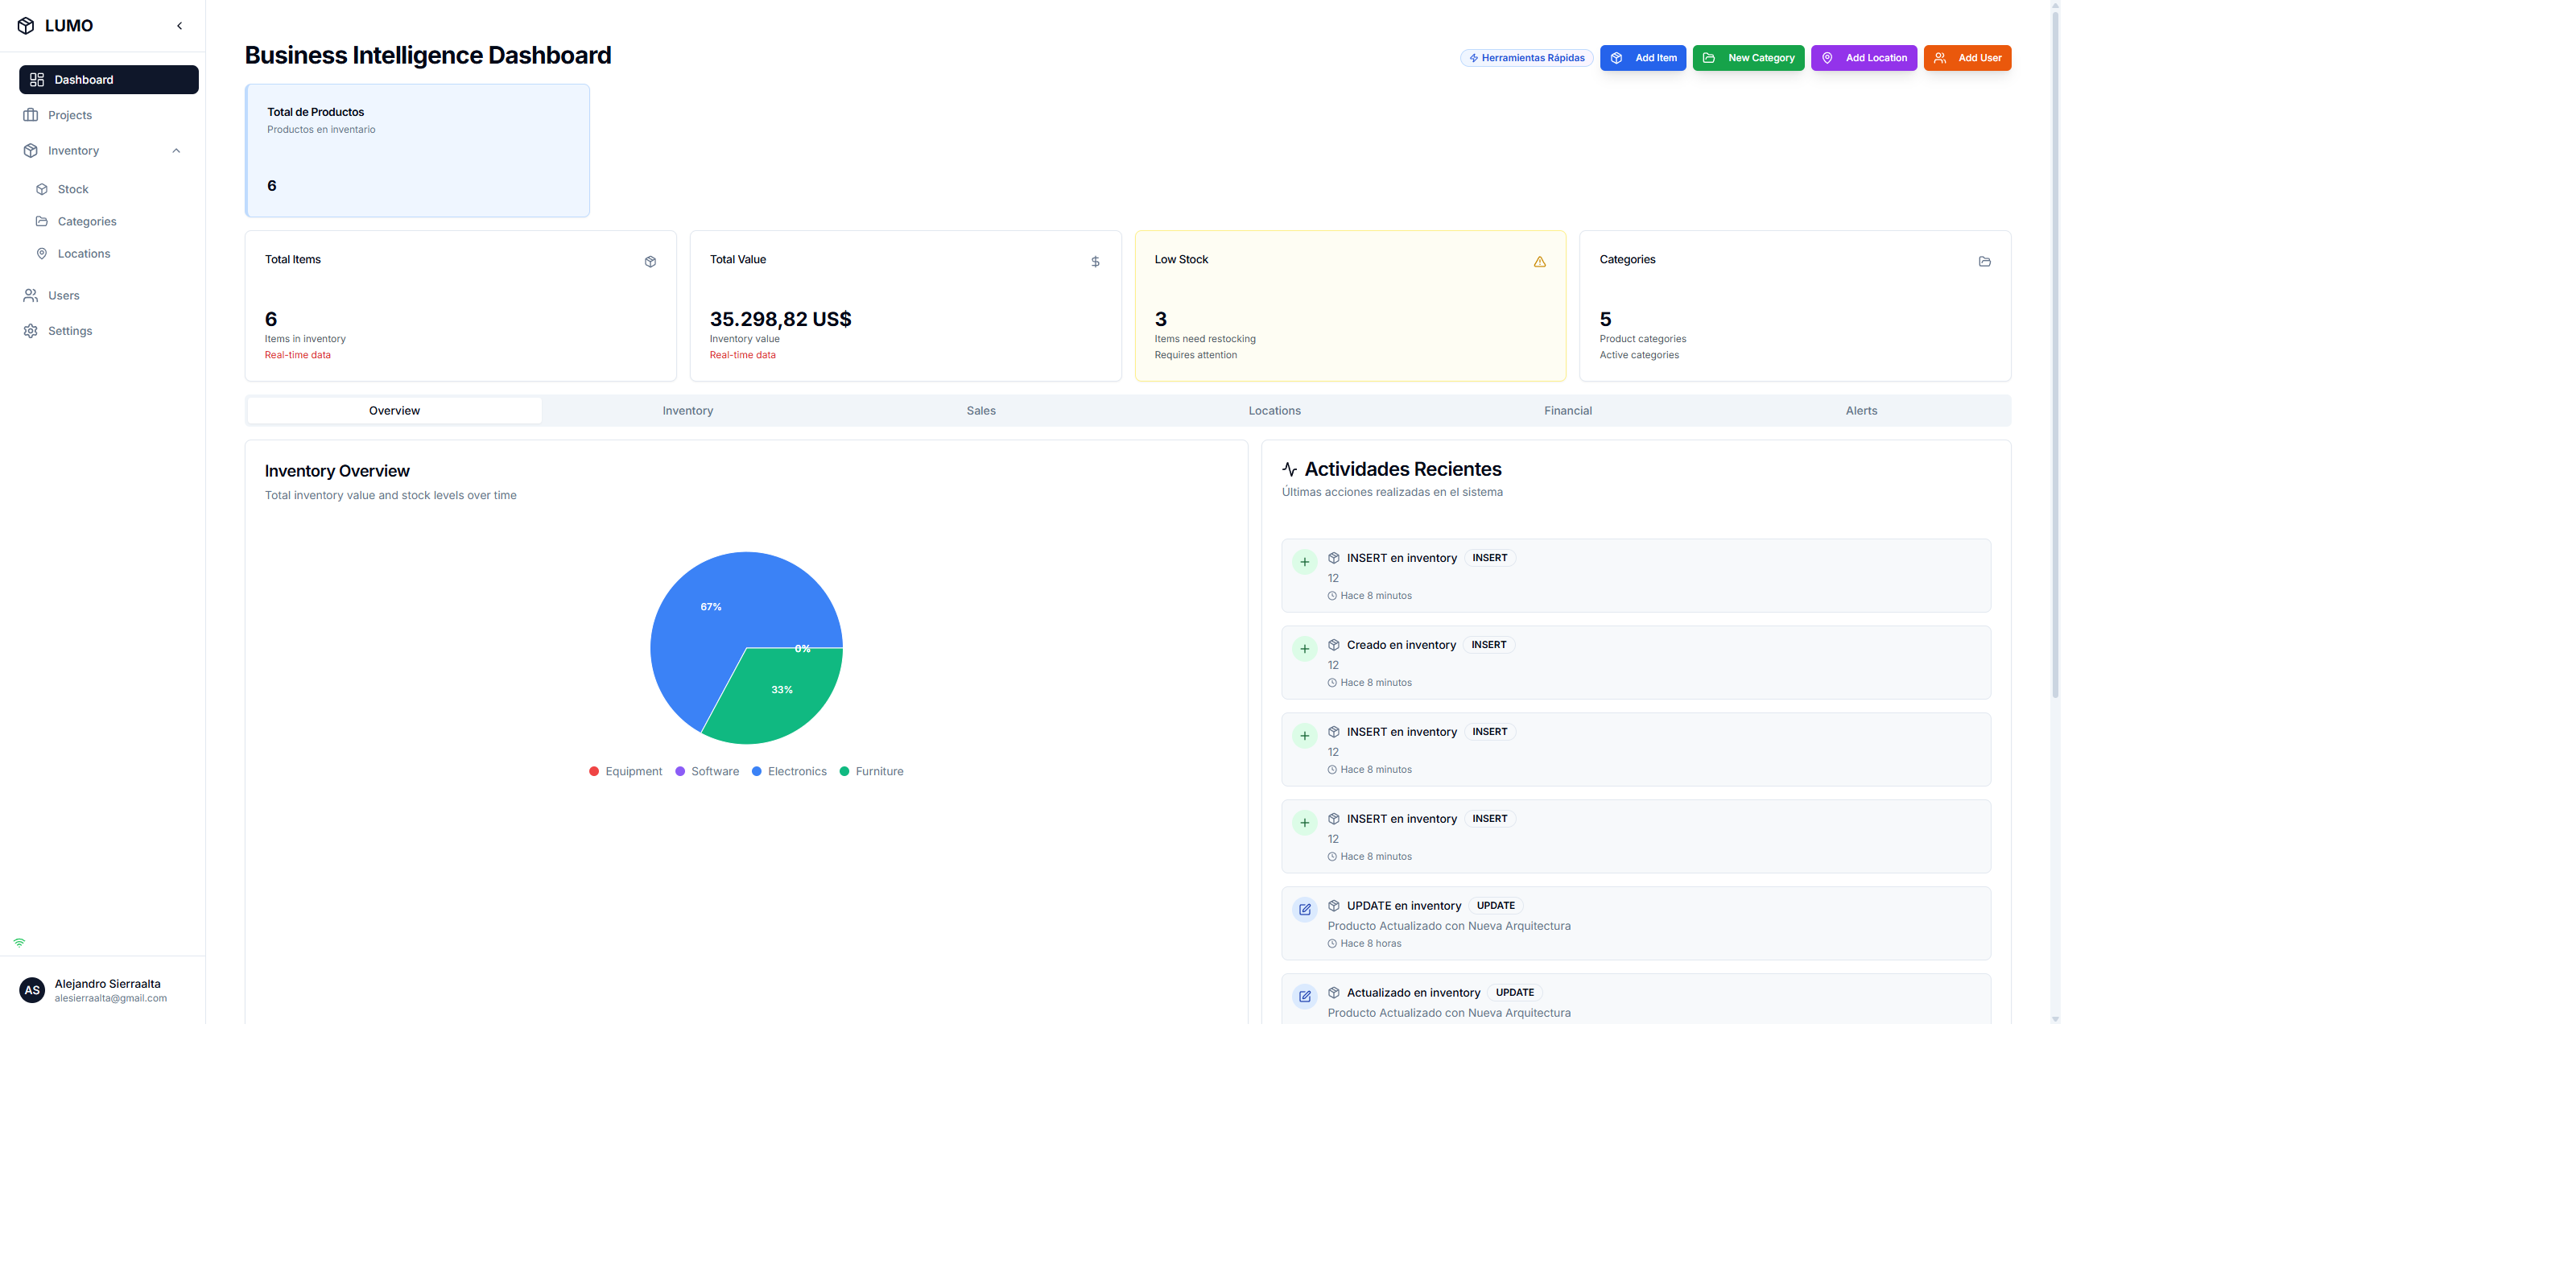 LUMO
Dashboard
Projects
Inventory
Stock
Categories
Locations
Users
Settings
AS
Alejandro Sierraalta
alesierraalta@gmail.com
Business Intelligence Dashboard
Herramientas Rápidas
Add Item
New Category
Add Location
Add User
Total de Productos
Productos en inventario
6
Total Items
6
Items in inventory
Real-time data
Total Value
35.298,82 US$
Inventory value
Real-time data
Low Stock
3
Items need restocking
Requires attention
Categories
5
Product categories
Active categories
Overview
Inventory
Sales
Locations
Financial
Alerts
Inventory Overview
Total inventory value and stock levels over time
67%
0%
33%
Equipment
Software
Electronics
Furniture
Actividades Recientes
Últimas acciones realizadas en el sistema
INSERT en inventory INSERT
12
Hace 8 minutos
Creado en inventory INSERT
12
Hace 8 minutos
INSERT en inventory INSERT
12
Hace 8 minutos
INSERT en inventory INSERT
12
Hace 8 minutos
UPDATE en inventory UPDATE
Producto Actualizado con Nueva Arquitectura
Hace 8 horas
Actualizado en inventory UPDATE
Producto Actualizado con Nueva Arquitectura